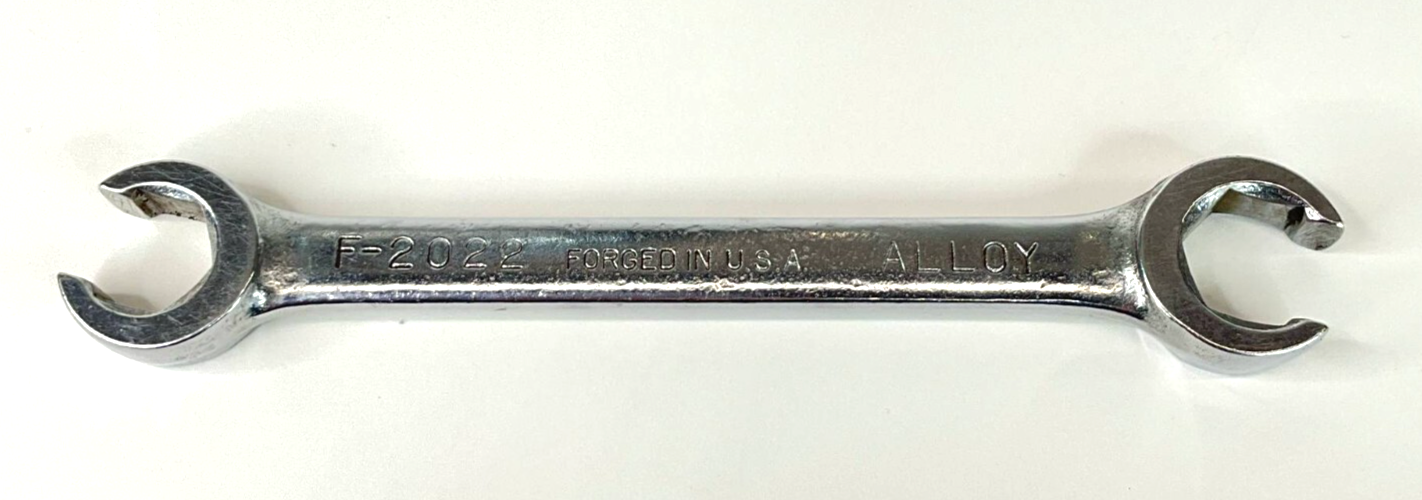 F-2022 FORGED IN U S A ALLOY